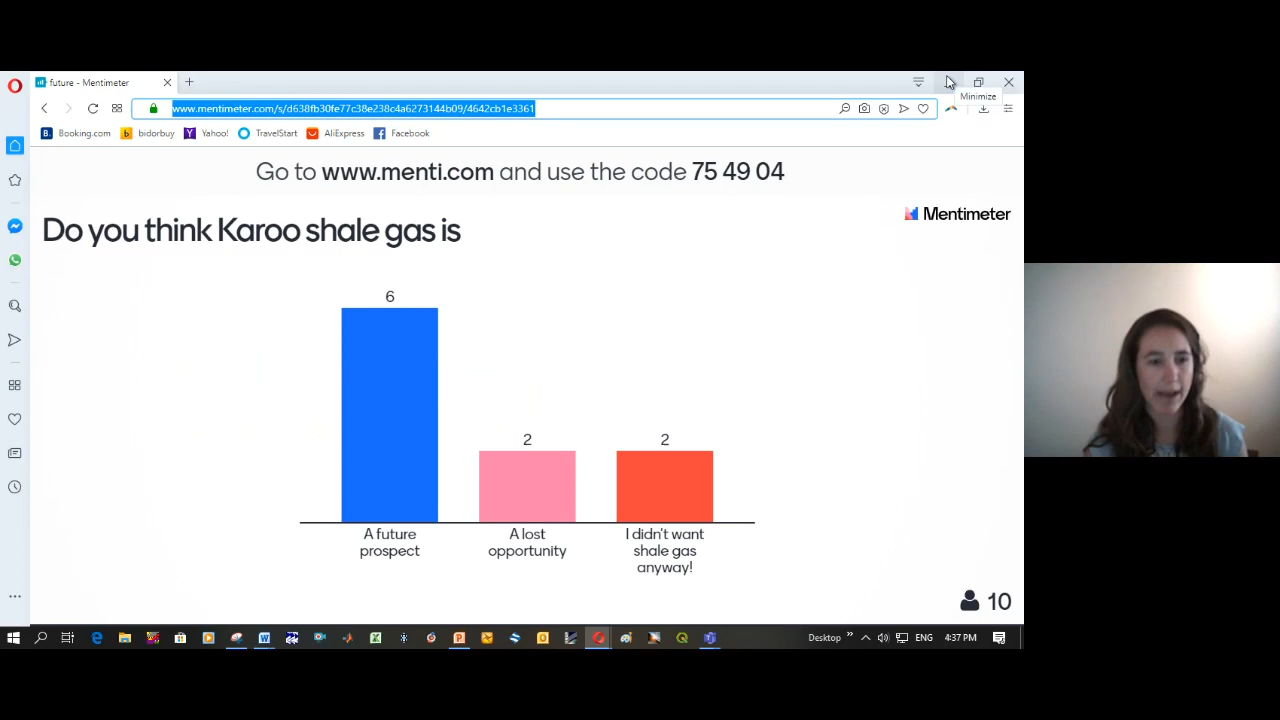 future - Mentimeter
Minimize
www.mentimeter.com/s/d638fb30fe77c38e238c4a6273144b09/4642cb1e3361
Booking.com bidorbuy Yahoo! TravelStart AliExpress Facebook
Go to www.menti.com and use the code 75 49 04
Mentimeter
Do you think Karoo shale gas is
6
2
2
A future
prospect
A lost
opportunity
I didn't want
shale gas
anyway!
10
Desktop
ENG
4:37 PM